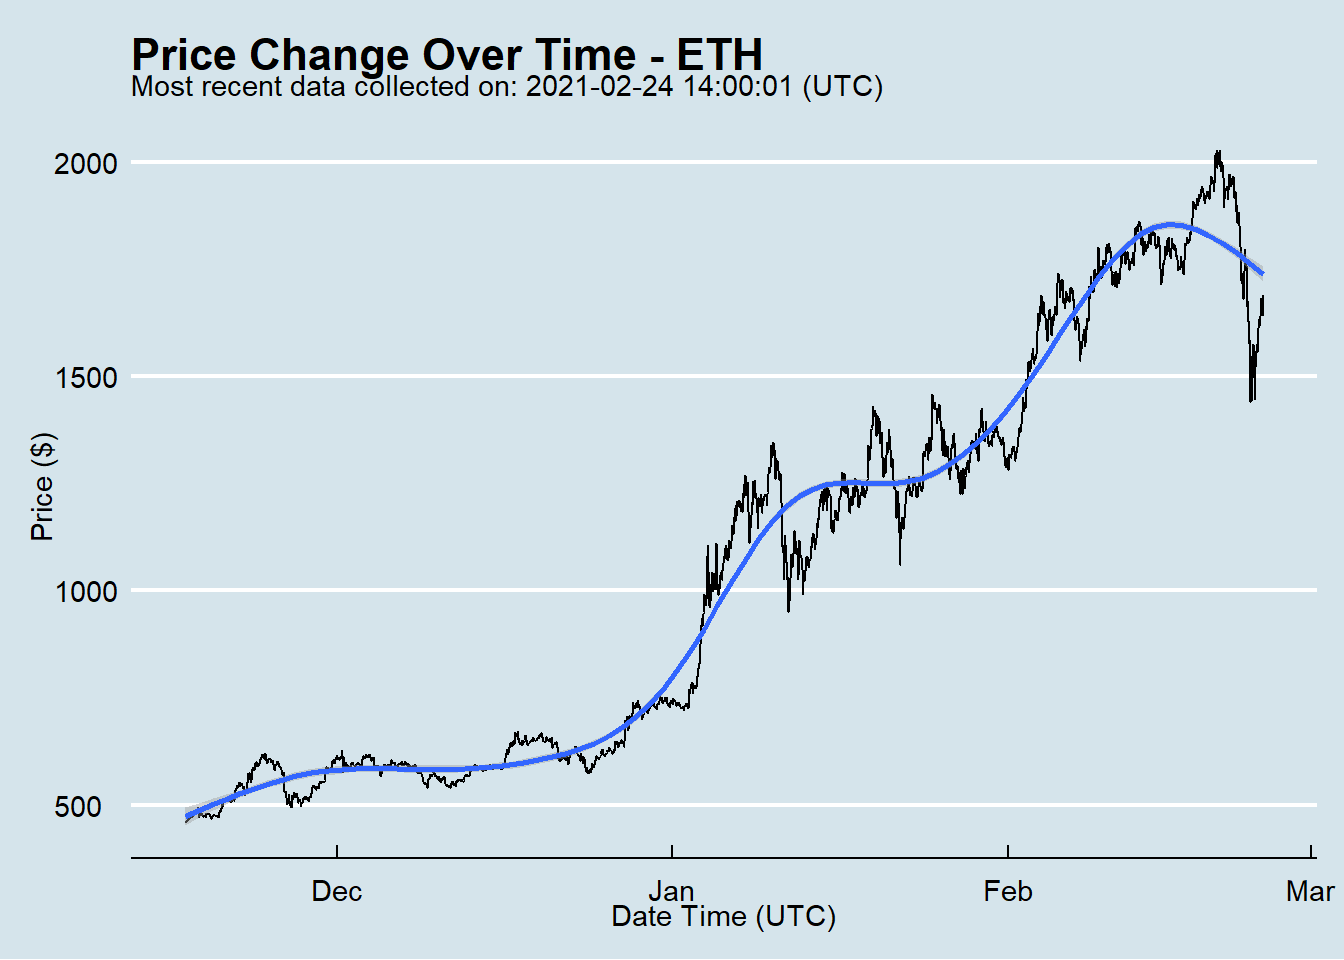 Price Change Over Time - ETH
Most recent data collected on: 2021-02-24 14:00:01 (UTC)
2000
1500
1000
500
Price ($)
Dec
Jan
Feb
Mar
Date Time (UTC)